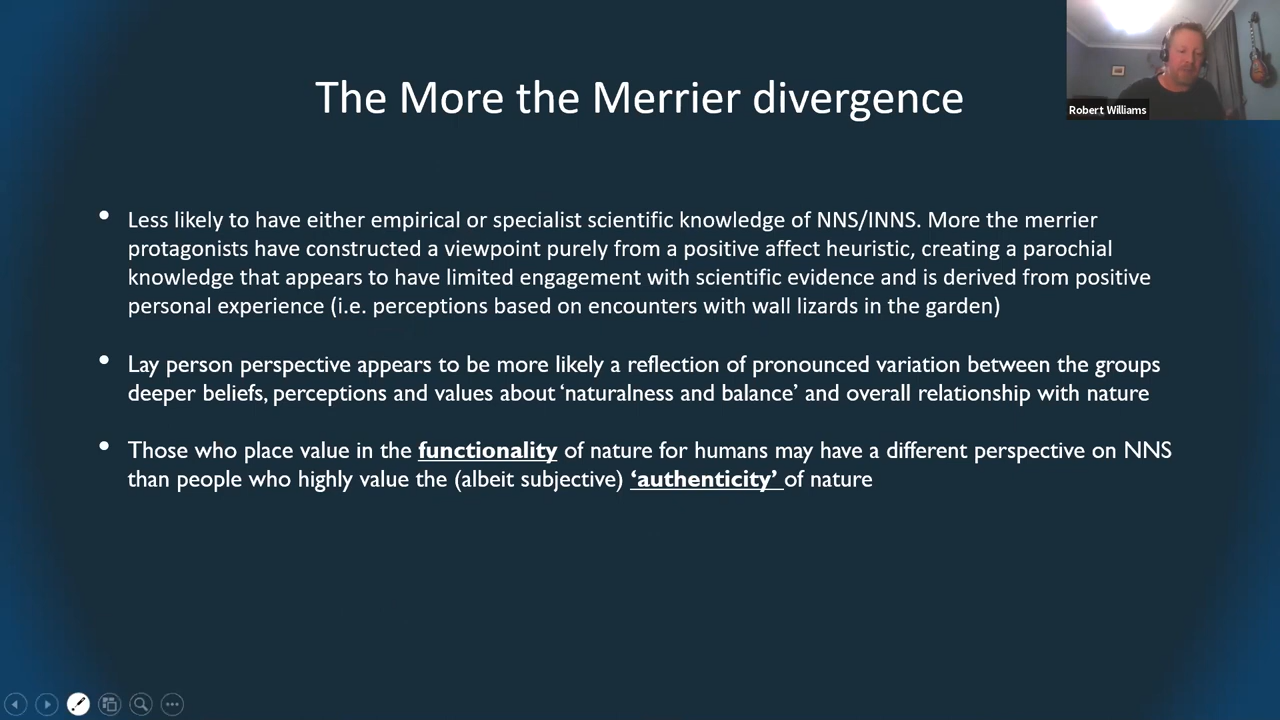 The More the Merrier divergence
Robert Williams
• Less likely to have either empirical or specialist scientific knowledge of NNS/INNS. More the merrier
protagonists have constructed a viewpoint purely from a positive affect heuristic, creating a parochial
knowledge that appears to have limited engagement with scientific evidence and is derived from positive
personal experience (i.e. perceptions based on encounters with wall lizards in the garden)
• Lay person perspective appears to be more likely a reflection of pronounced variation between the groups
deeper beliefs, perceptions and values about ‘naturalness and balance’ and overall relationship with nature
• Those who place value in the functionality of nature for humans may have a different perspective on NNS
than people who highly value the (albeit subjective) ‘authenticity’ of nature